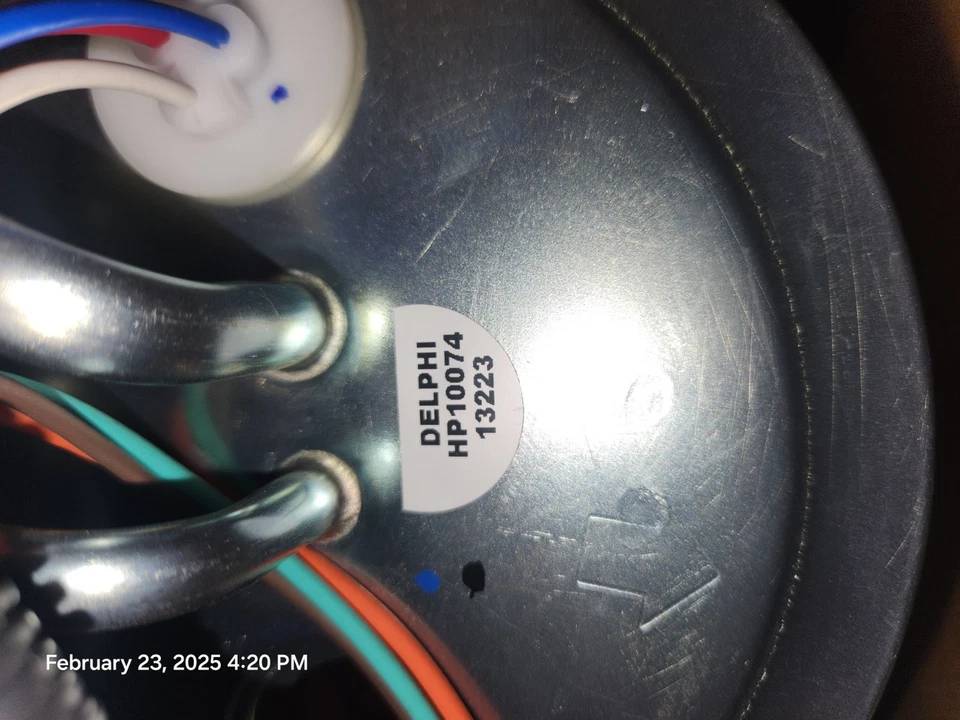 DELPHI
HP10074
13223
February 23, 2025 4:20 PM